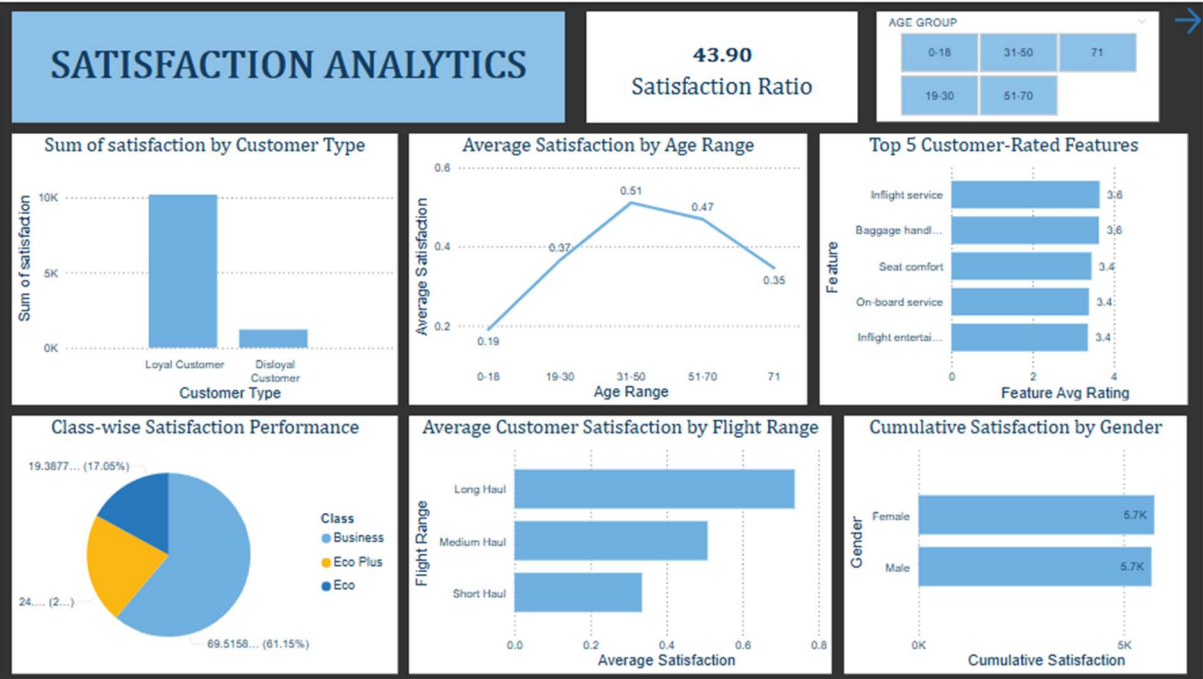 SATISFACTION ANALYTICS
43.90
Satisfaction Ratio
AGE GROUP
0-18
31-50
71
19-30
51-70
Sum of satisfaction by Customer Type
Sum of satisfaction
10K
5K
0K
Loyal Customer
Disloyal
Customer
Customer Type
Average Satisfaction by Age Range
Average Satisfaction
0.6
0.4
0.2
0.19
0.37
0.51
0.47
0.35
0-18
19-30
31-50
51-70
71
Age Range
Top 5 Customer-Rated Features
Feature
Inflight service
3.6
Baggage handl...
3.6
Seat comfort
3.4
On-board service
3.4
Inflight entertai...
3.4
0
2
4
Feature Avg Rating
Class-wise Satisfaction Performance
19.3877... (17.05%)
24.... (2...)
69.5158... (61.15%)
Class
Business
Eco Plus
Eco
Average Customer Satisfaction by Flight Range
Flight Range
Long Haul
Medium Haul
Short Haul
0.0
0.2
0.4
0.6
0.8
Average Satisfaction
Cumulative Satisfaction by Gender
Gender
Female
5.7K
Male
5.7K
0K
5K
Cumulative Satisfaction